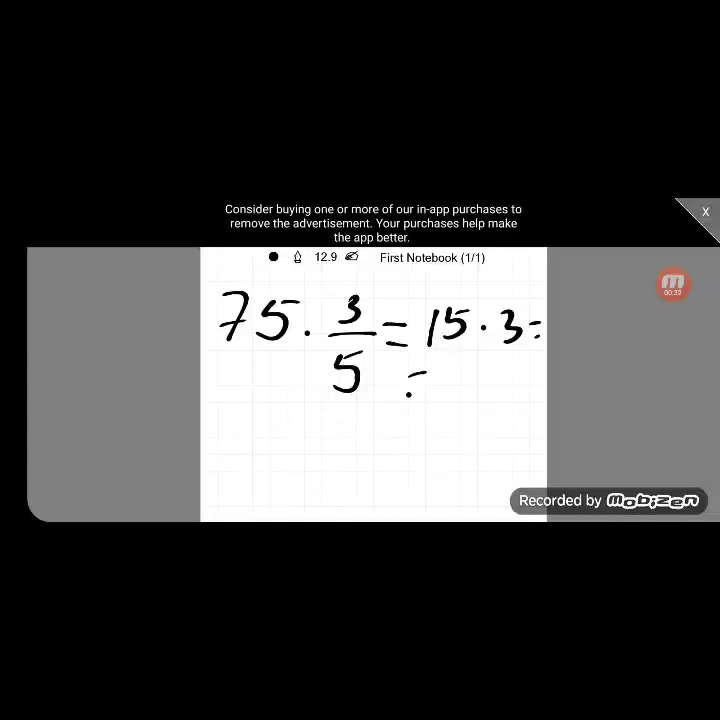 Consider buying one or more of our in-app purchases to
remove the advertisement. Your purchases help make
the app better.
X
12.9 First Notebook (1/1)
00:32
75 · 3/5 = 15 · 3 =
=
Recorded by mobizen